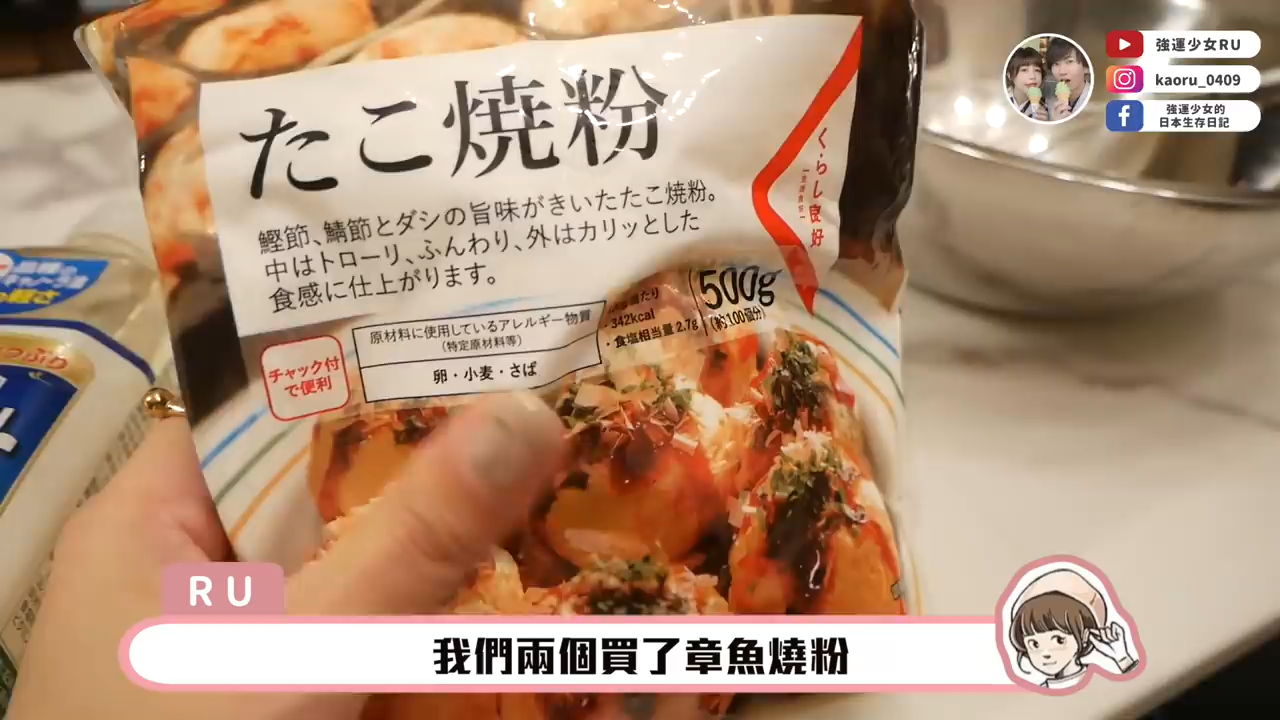 たこ焼粉
鰹節、鯖節とダシの旨味がきいたたこ焼粉。
中はトローリ、ふんわり、外はカリッとした
食感に仕上がります。
くらし良好
500g
(約100個分)
342kcal
・食塩相当量2.7g
原材料に使用しているアレルギー物質
(特定原材料等)
卵・小麦・さば
チャック付
で便利
強運少女RU
kaoru_0409
強運少女的
日本生存日記
RU
我們兩個買了章魚燒粉